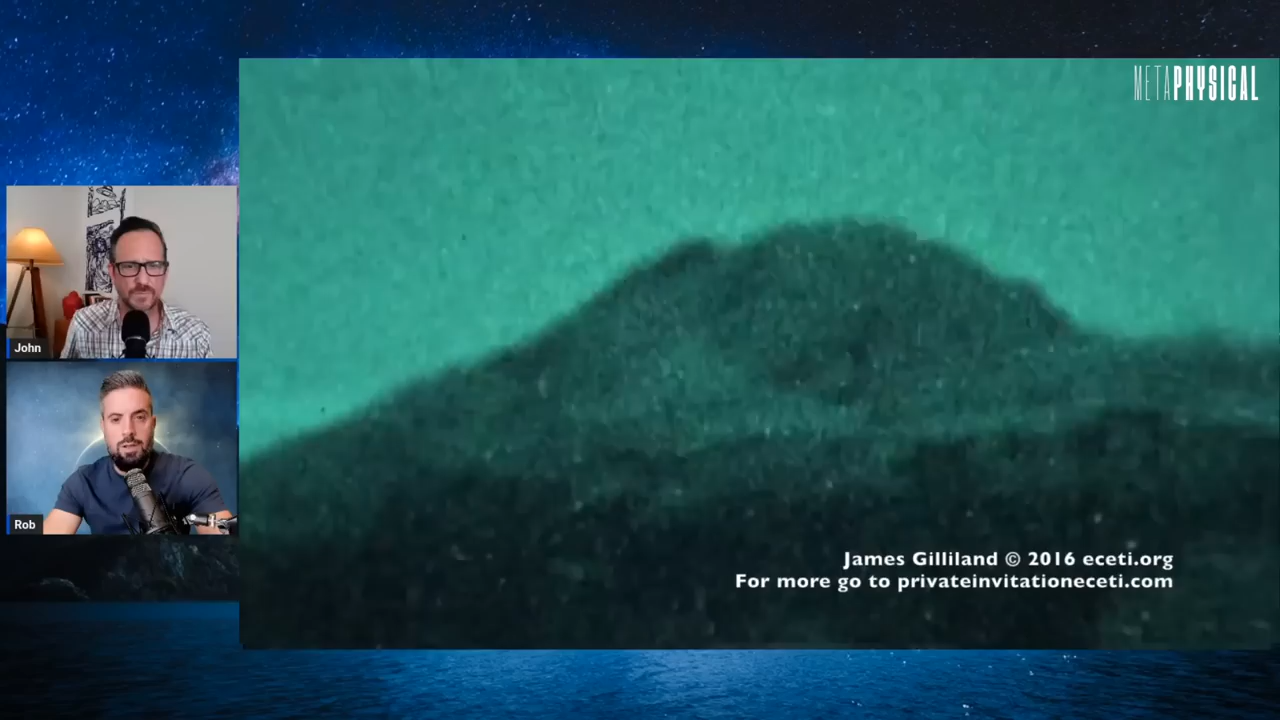 METAPHYSICAL
John
Rob
James Gilliland © 2016 eceti.org
For more go to privateinvitationeceti.com